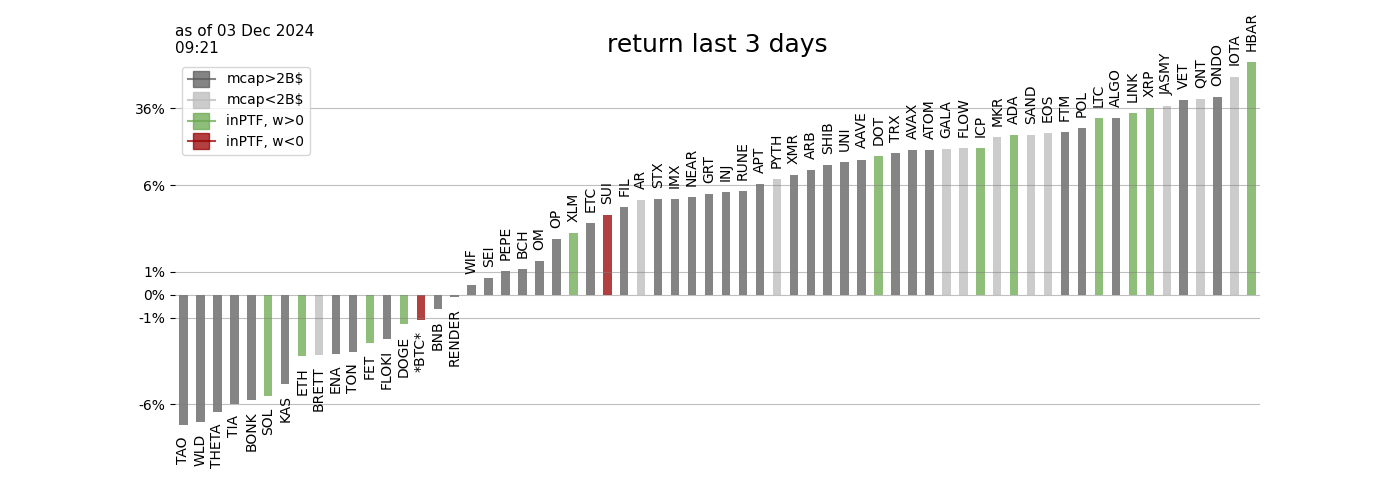 as of 03 Dec 2024
09:21
return last 3 days
mcap>2B$
mcap<2B$
inPTF, w>0
inPTF, w<0
36%
6%
1%
0%
-1%
-6%
TAO
WLD
THETA
TIA
BONK
SOL
KAS
ETH
BRETT
ENA
TON
FET
FLOKI
DOGE
*BTC*
BNB
RENDER
WIF
SEI
PEPE
BCH
OM
OP
XLM
ETC
SUI
FIL
AR
STX
IMX
NEAR
GRT
INJ
RUNE
APT
PYTH
XMR
ARB
SHIB
UNI
AAVE
DOT
TRX
AVAX
ATOM
GALA
FLOW
ICP
MKR
ADA
SAND
EOS
FTM
POL
LTC
ALGO
LINK
XRP
JASMY
VET
QNT
ONDO
IOTA
HBAR